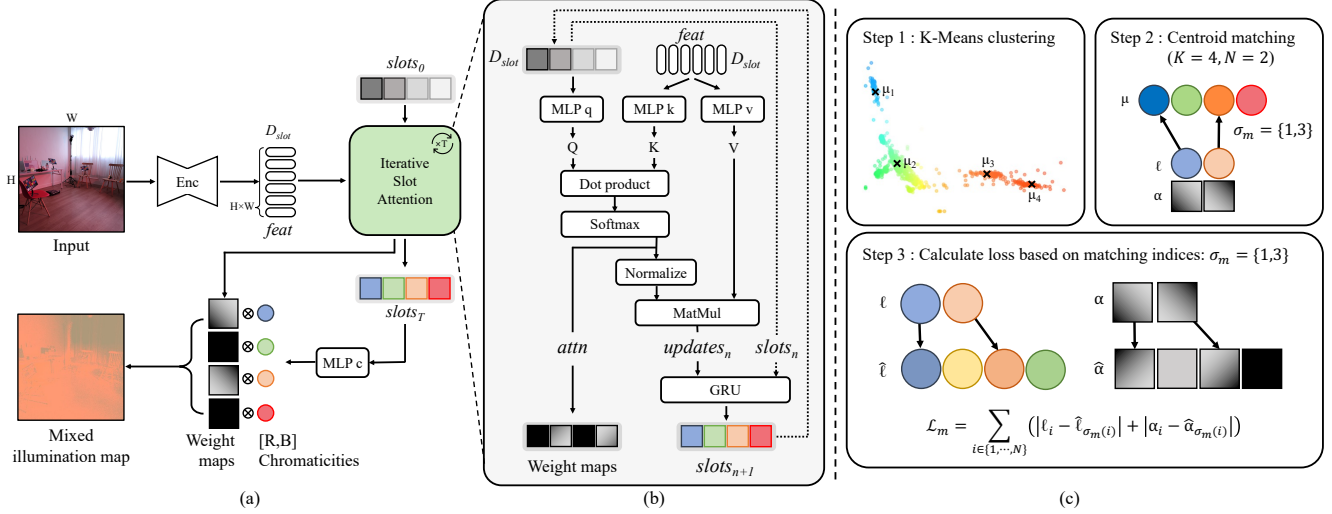 W
H
Input
Enc
D_slot
H×W
feat
slots_0
×T
Iterative
Slot
Attention
slots_T
MLP c
⊗
⊗
⊗
⊗
Mixed
illumination map
Weight
maps
[R,B]
Chromaticities
(a)
D_slot
feat
D_slot
MLP q
MLP k
MLP v
Q
K
V
Dot product
Softmax
Normalize
MatMul
attn
updates_n
slots_n
GRU
Weight maps
slots_{n+1}
(b)
Step 1 : K-Means clustering
μ_1
μ_2
μ_3
μ_4
Step 2 : Centroid matching
(K = 4, N = 2)
μ
σ_m = {1,3}
ℓ
α
Step 3 : Calculate loss based on matching indices: σ_m = {1,3}
ℓ
α
ℓ̂
α̂
ℒ_m = ∑_{i∈{1,⋯,N}} (|ℓ_i − ℓ̂_{σ_m(i)}| + |α_i − α̂_{σ_m(i)}|)
(c)